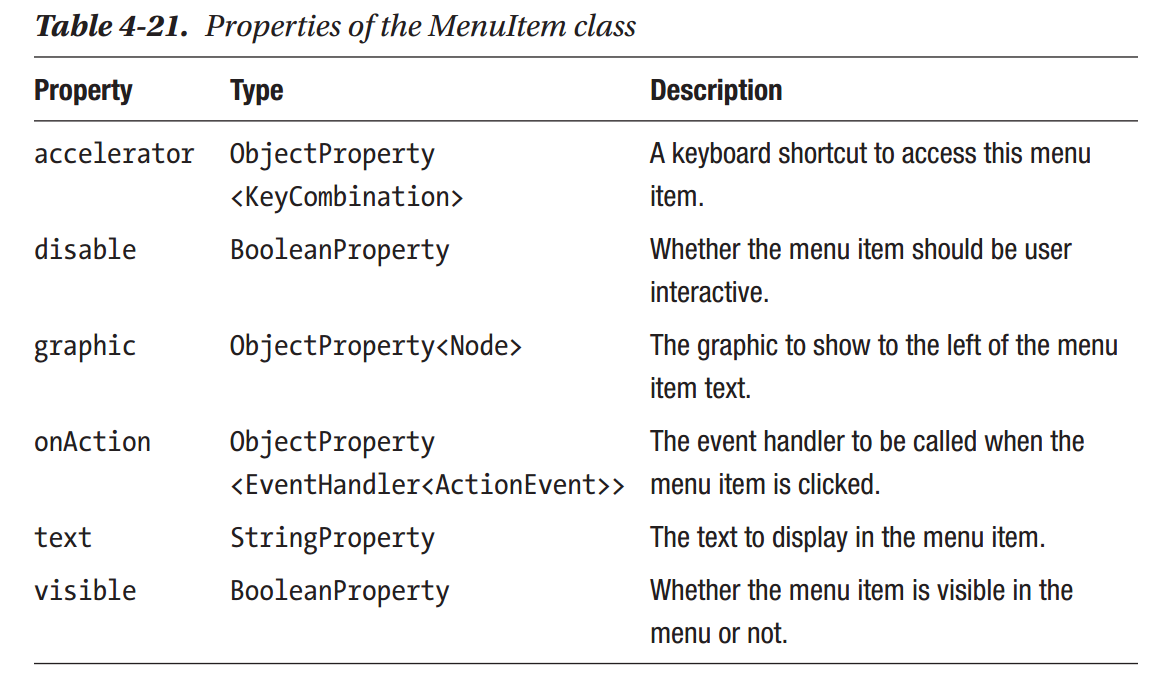 Table 4-21. Properties of the MenuItem class
Property Type Description
accelerator ObjectProperty A keyboard shortcut to access this menu
<KeyCombination> item.
disable BooleanProperty Whether the menu item should be user
interactive.
graphic ObjectProperty<Node> The graphic to show to the left of the menu
item text.
onAction ObjectProperty The event handler to be called when the
<EventHandler<ActionEvent>> menu item is clicked.
text StringProperty The text to display in the menu item.
visible BooleanProperty Whether the menu item is visible in the
menu or not.